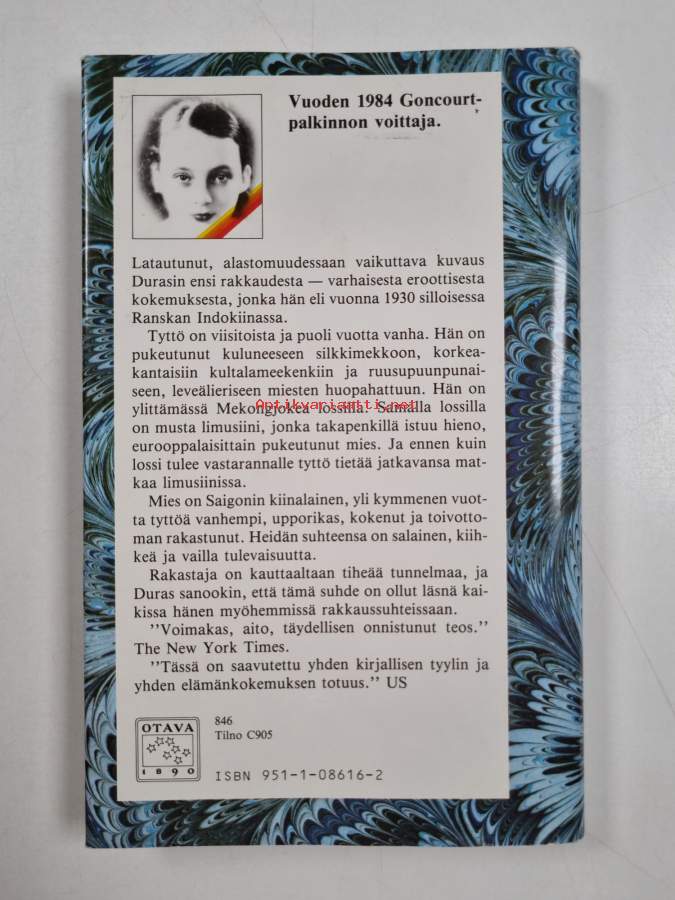 Vuoden 1984 Goncourt-
palkinnon voittaja.
Latautunut, alastomuudessaan vaikuttava kuvaus
Durasin ensi rakkaudesta — varhaisesta eroottisesta
kokemuksesta, jonka hän eli vuonna 1930 silloisessa
Ranskan Indokiinassa.
Tyttö on viisitoista ja puoli vuotta vanha. Hän on
pukeutunut kuluneeseen silkkimekkoon, korkea-
kantaisiin kultalameekenkiin ja ruusupuunpunai-
seen, leveälieriseen miesten huopahattuun. Hän on
ylittämässä Mekongjokea lossilla. Samalla lossilla
Antikvariaatti.net
on musta limusiini, jonka takapenkillä istuu hieno,
eurooppalaisittain pukeutunut mies. Ja ennen kuin
lossi tulee vastarannalle tyttö tietää jatkavansa mat-
kaa limusiinissa.
Mies on Saigonin kiinalainen, yli kymmenen vuot-
ta tyttöä vanhempi, upporikas, kokenut ja toivotto-
man rakastunut. Heidän suhteensa on salainen, kiih-
keä ja vailla tulevaisuutta.
Rakastaja on kauttaaltaan tiheää tunnelmaa, ja
Duras sanookin, että tämä suhde on ollut läsnä kai-
kissa hänen myöhemmissä rakkaussuhteissaan.
''Voimakas, aito, täydellisen onnistunut teos.''
The New York Times.
''Tässä on saavutettu yhden kirjallisen tyylin ja
yhden elämänkokemuksen totuus.'' US
OTAVA
1890
846
Tilno C905
ISBN 951-1-08616-2